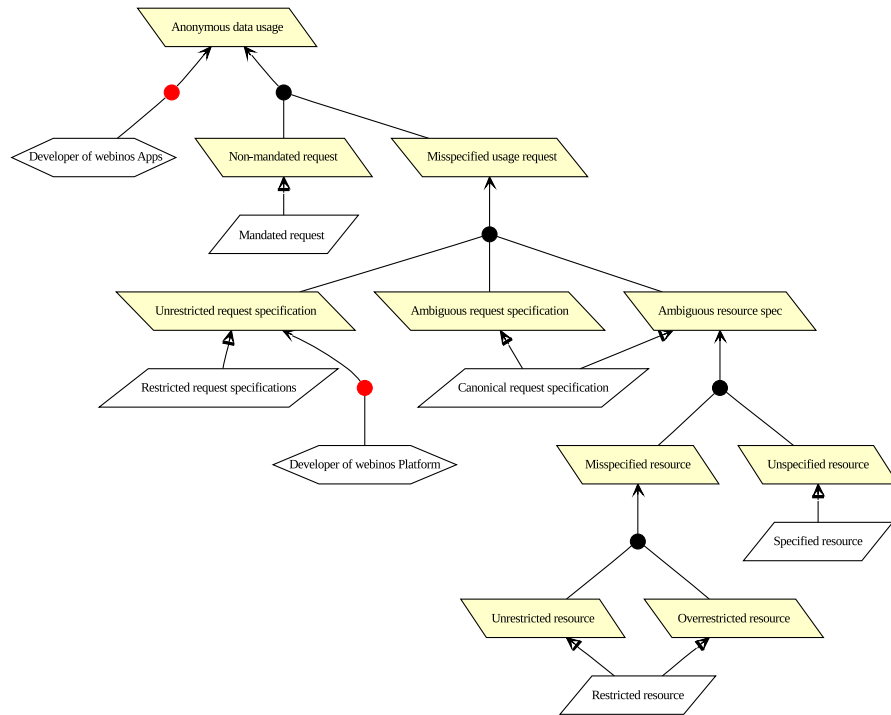 Anonymous data usage
Developer of webinos Apps
Non-mandated request
Misspecified usage request
Mandated request
Unrestricted request specification
Ambiguous request specification
Ambiguous resource spec
Restricted request specifications
Canonical request specification
Developer of webinos Platform
Misspecified resource
Unspecified resource
Specified resource
Unrestricted resource
Overrestricted resource
Restricted resource